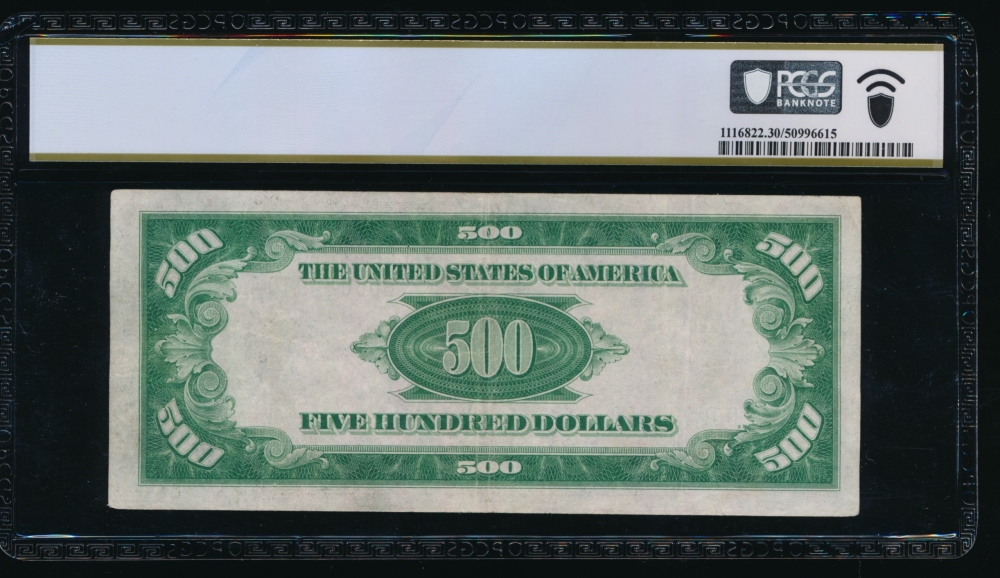 PCGS
BANKNOTE
1116822.30/50996615
500
500 500
THE UNITED STATES OF AMERICA
500
FIVE HUNDRED DOLLARS
500 500
500